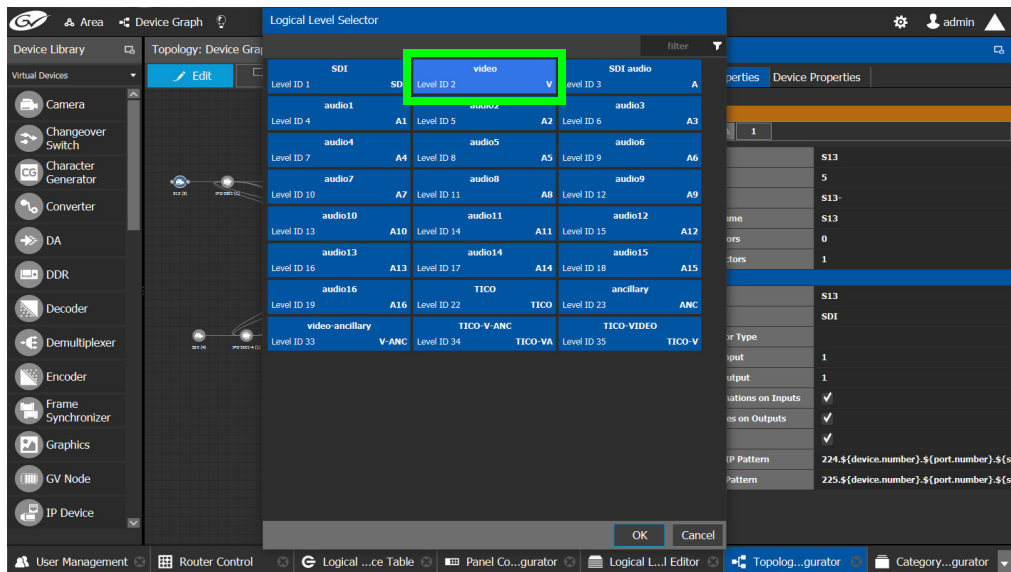 GV Area Device Graph Logical Level Selector admin
Device Library Topology: Device Gra filter
Virtual Devices Edit perties Device Properties
SDI video SDI audio
Level ID 1 SD Level ID 2 V Level ID 3 A
audio1 audio2 audio3
Level ID 4 A1 Level ID 5 A2 Level ID 6 A3
audio4 audio5 audio6
Level ID 7 A4 Level ID 8 A5 Level ID 9 A6
audio7 audio8 audio9
Level ID 10 A7 Level ID 11 A8 Level ID 12 A9
audio10 audio11 audio12
Level ID 13 A10 Level ID 14 A11 Level ID 15 A12
audio13 audio14 audio15
Level ID 16 A13 Level ID 17 A14 Level ID 18 A15
audio16 TICO ancillary
Level ID 19 A16 Level ID 22 TICO Level ID 23 ANC
video-ancillary TICO-V-ANC TICO-VIDEO
Level ID 33 V-ANC Level ID 34 TICO-VA Level ID 35 TICO-V
OK Cancel
Camera
Changeover
Switch
CG Character
Generator
Converter
DA
DDR
Decoder
Demultiplexer
Encoder
Frame
Synchronizer
Graphics
GV Node
IP Device
1
S13
5
S13-
me S13
ors 0
tors 1
S13
SDI
or Type
put 1
utput 1
nations on Inputs
es on Outputs
IP Pattern 224.${device.number}.${port.number}.${s
Pattern 225.${device.number}.${port.number}.${s
User Management Router Control Logical ...ce Table Panel Co...gurator Logical L...l Editor Topolog...gurator Category...gurator